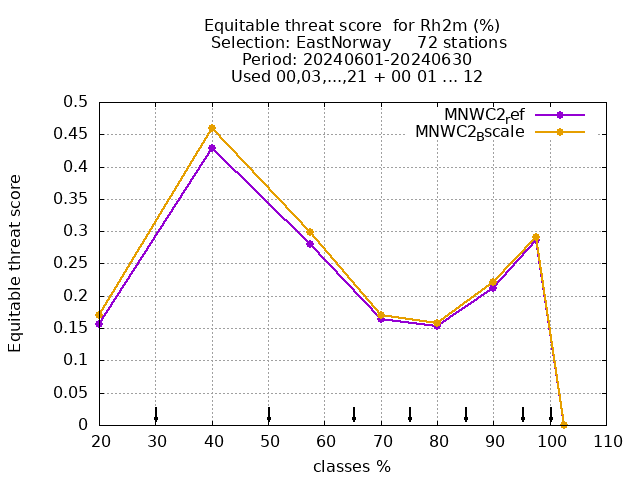 Equitable threat score  for Rh2m (%)
Selection: EastNorway     72 stations
Period: 20240601-20240630
Used 00,03,...,21 + 00 01 ... 12
MNWC2ref
MNWC2Bscale
Equitable threat score
0.5
0.45
0.4
0.35
0.3
0.25
0.2
0.15
0.1
0.05
0
20 30 40 50 60 70 80 90 100 110
classes %